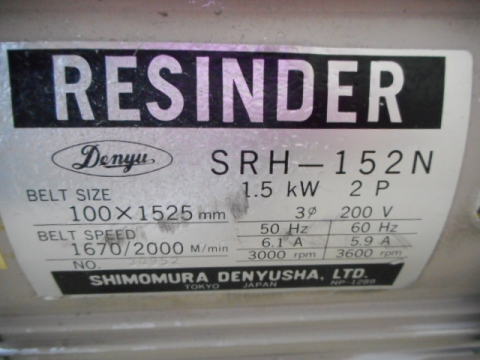 RESINDER
Denyu
SRH-152N
BELT SIZE 1.5 kW 2 P
100×1525 mm 3φ 200 V
BELT SPEED 50 Hz 60 Hz
1670/2000 M/min 6.1 A 5.9 A
NO. 3000 rpm 3600 rpm
SHIMOMURA DENYUSHA, LTD.
TOKYO JAPAN NP-1289